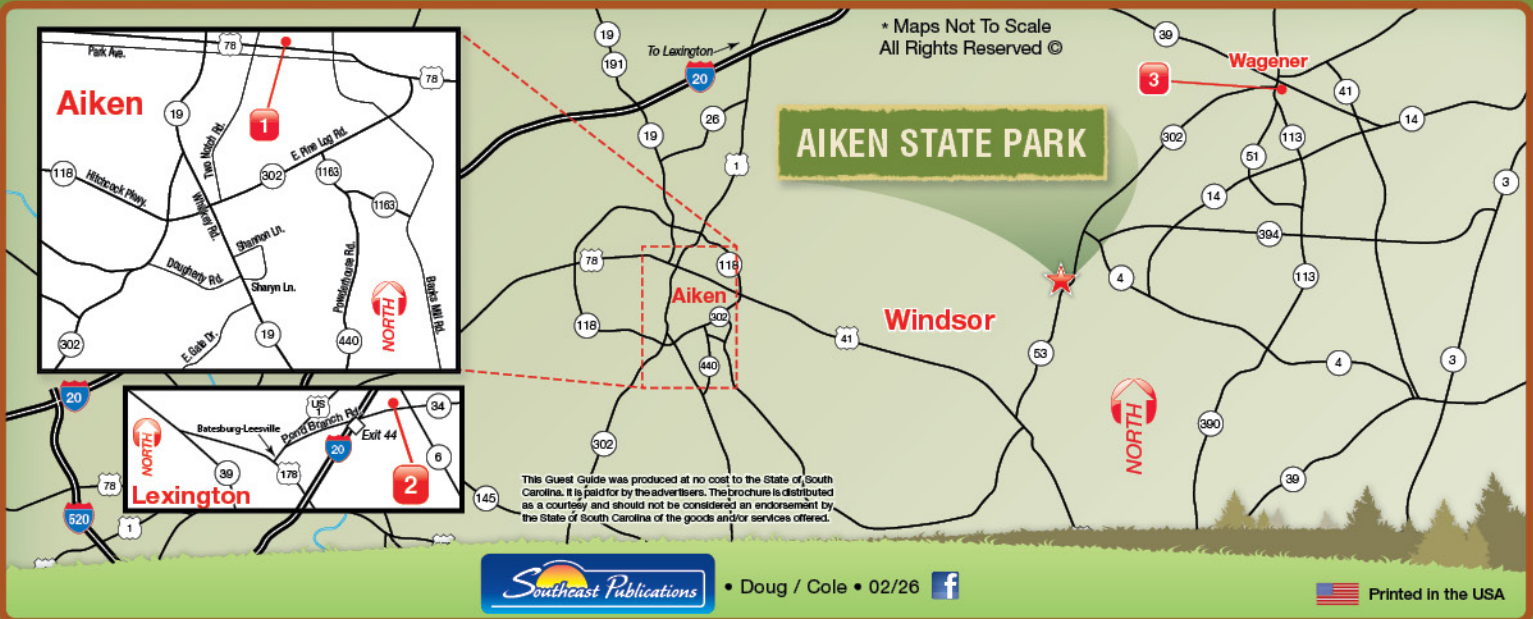 * Maps Not To Scale
All Rights Reserved ©
To Lexington
20
19
191
19
26
1
39
Wagener
3
41
14
302
113
51
14
3
394
113
4
4
3
53
390
39
AIKEN STATE PARK
Windsor
NORTH
78
118
Aiken
302
118
440
41
302
145
Park Ave.
78
78
Aiken
1
19
Two Notch Rd.
E. Pine Log Rd.
118
Hitchcock Pkwy.
302
1163
1163
Whiskey Rd.
Shannon Ln.
Dougherty Rd.
Sharyn Ln.
Powderhouse Rd.
Banks Mill Rd.
NORTH
E. Gate Dr.
302
19
440
20
520
78
1
US
1
34
Batesburg-Leesville
Pond Branch Rd.
Exit 44
NORTH
20
6
39
178
2
Lexington
This Guest Guide was produced at no cost to the State of South
Carolina. It is paid for by the advertisers. The brochure is distributed
as a courtesy and should not be considered an endorsement by
the State of South Carolina of the goods and/or services offered.
Southeast Publications
• Doug / Cole • 02/26
f
Printed in the USA